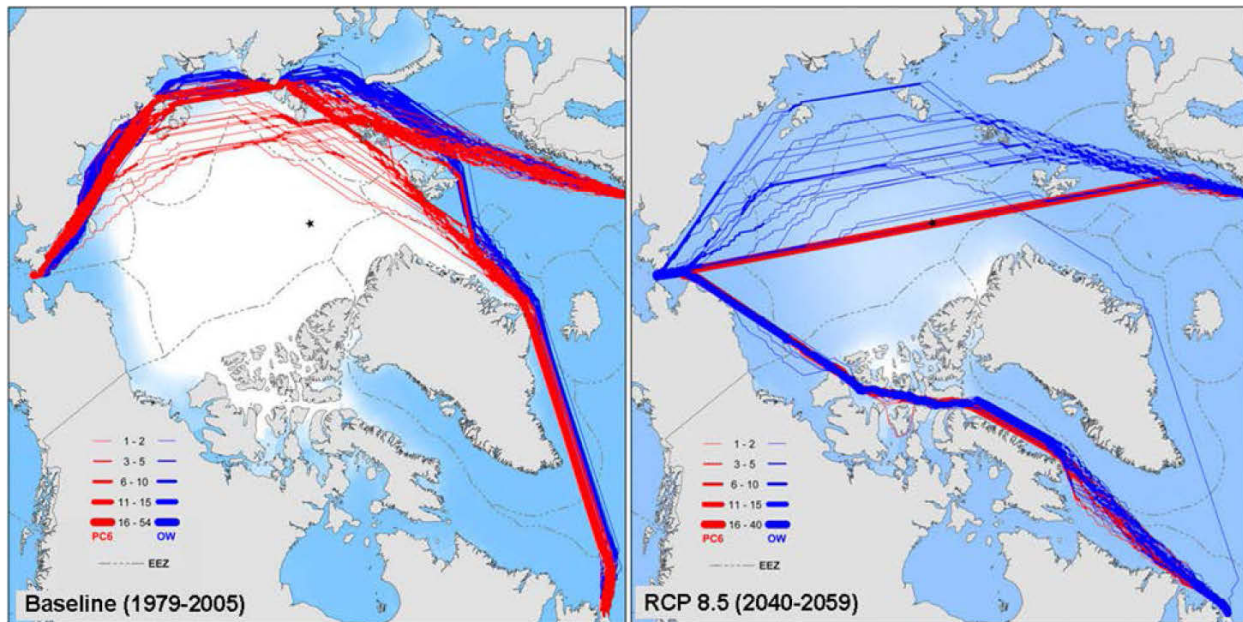 1 - 2
3 - 5
6 - 10
11 - 15
16 - 54
PC6 OW
EEZ
Baseline (1979-2005)
1 - 2
3 - 5
6 - 10
11 - 15
16 - 40
PC6 OW
EEZ
RCP 8.5 (2040-2059)